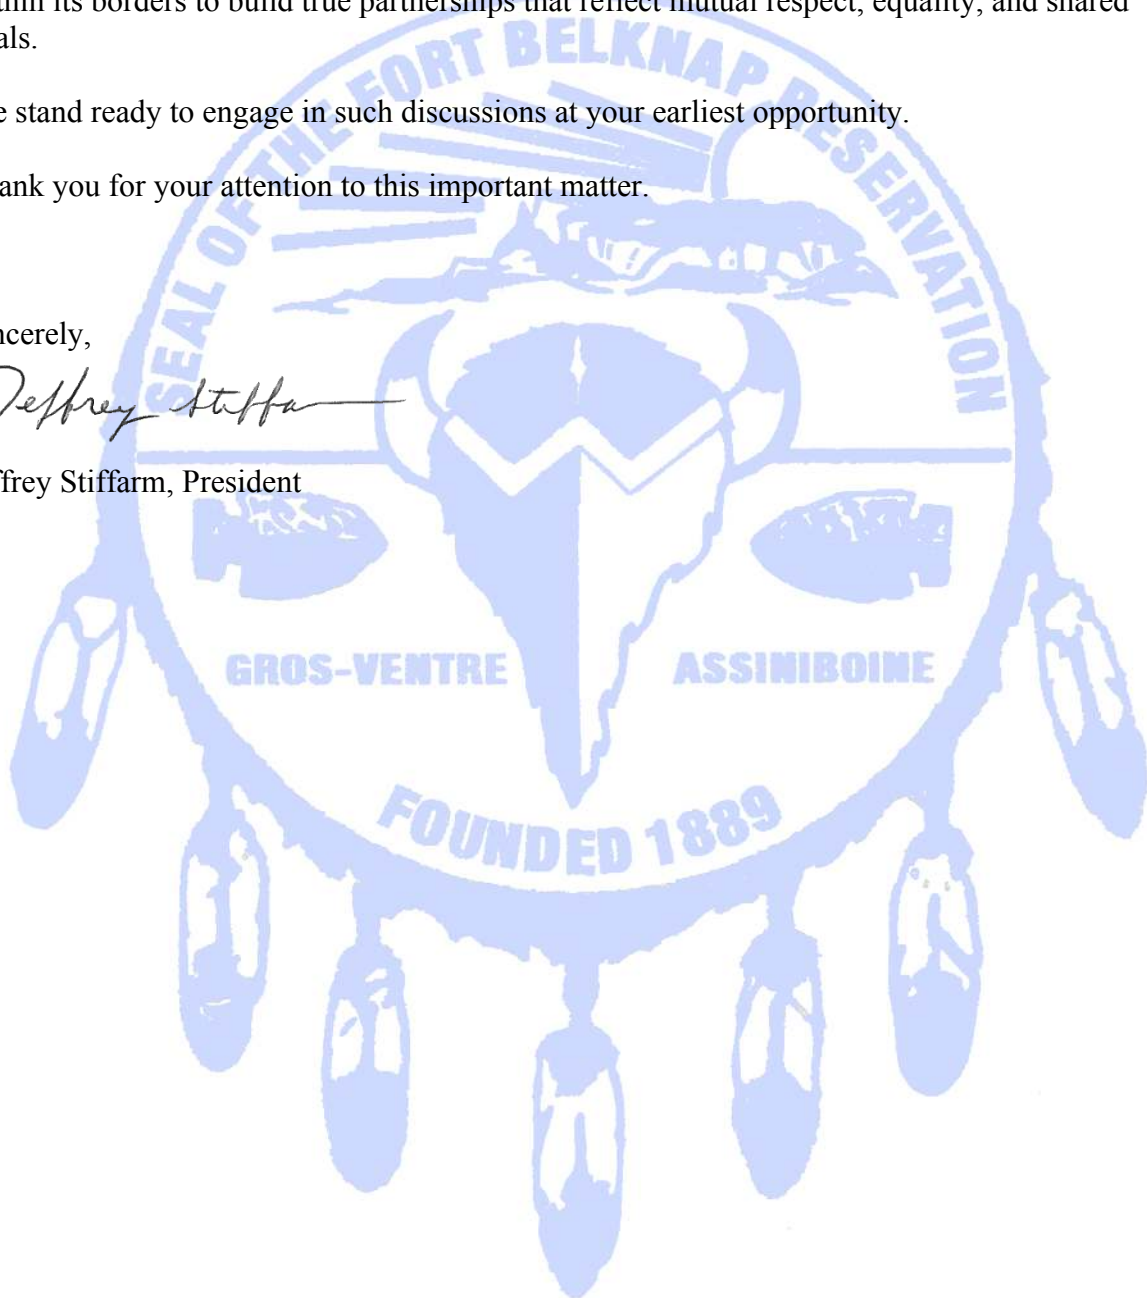 thin its borders to build true partnerships that reflect mutual respect, equality, and shared
als.
e stand ready to engage in such discussions at your earliest opportunity.
ank you for your attention to this important matter.
ncerely,
Jeffrey Stiffa
ffrey Stiffarm, President
SEAL OF THE FORT BELKNAP RESERVATION
GROS-VENTRE ASSINIBOINE
FOUNDED 1889